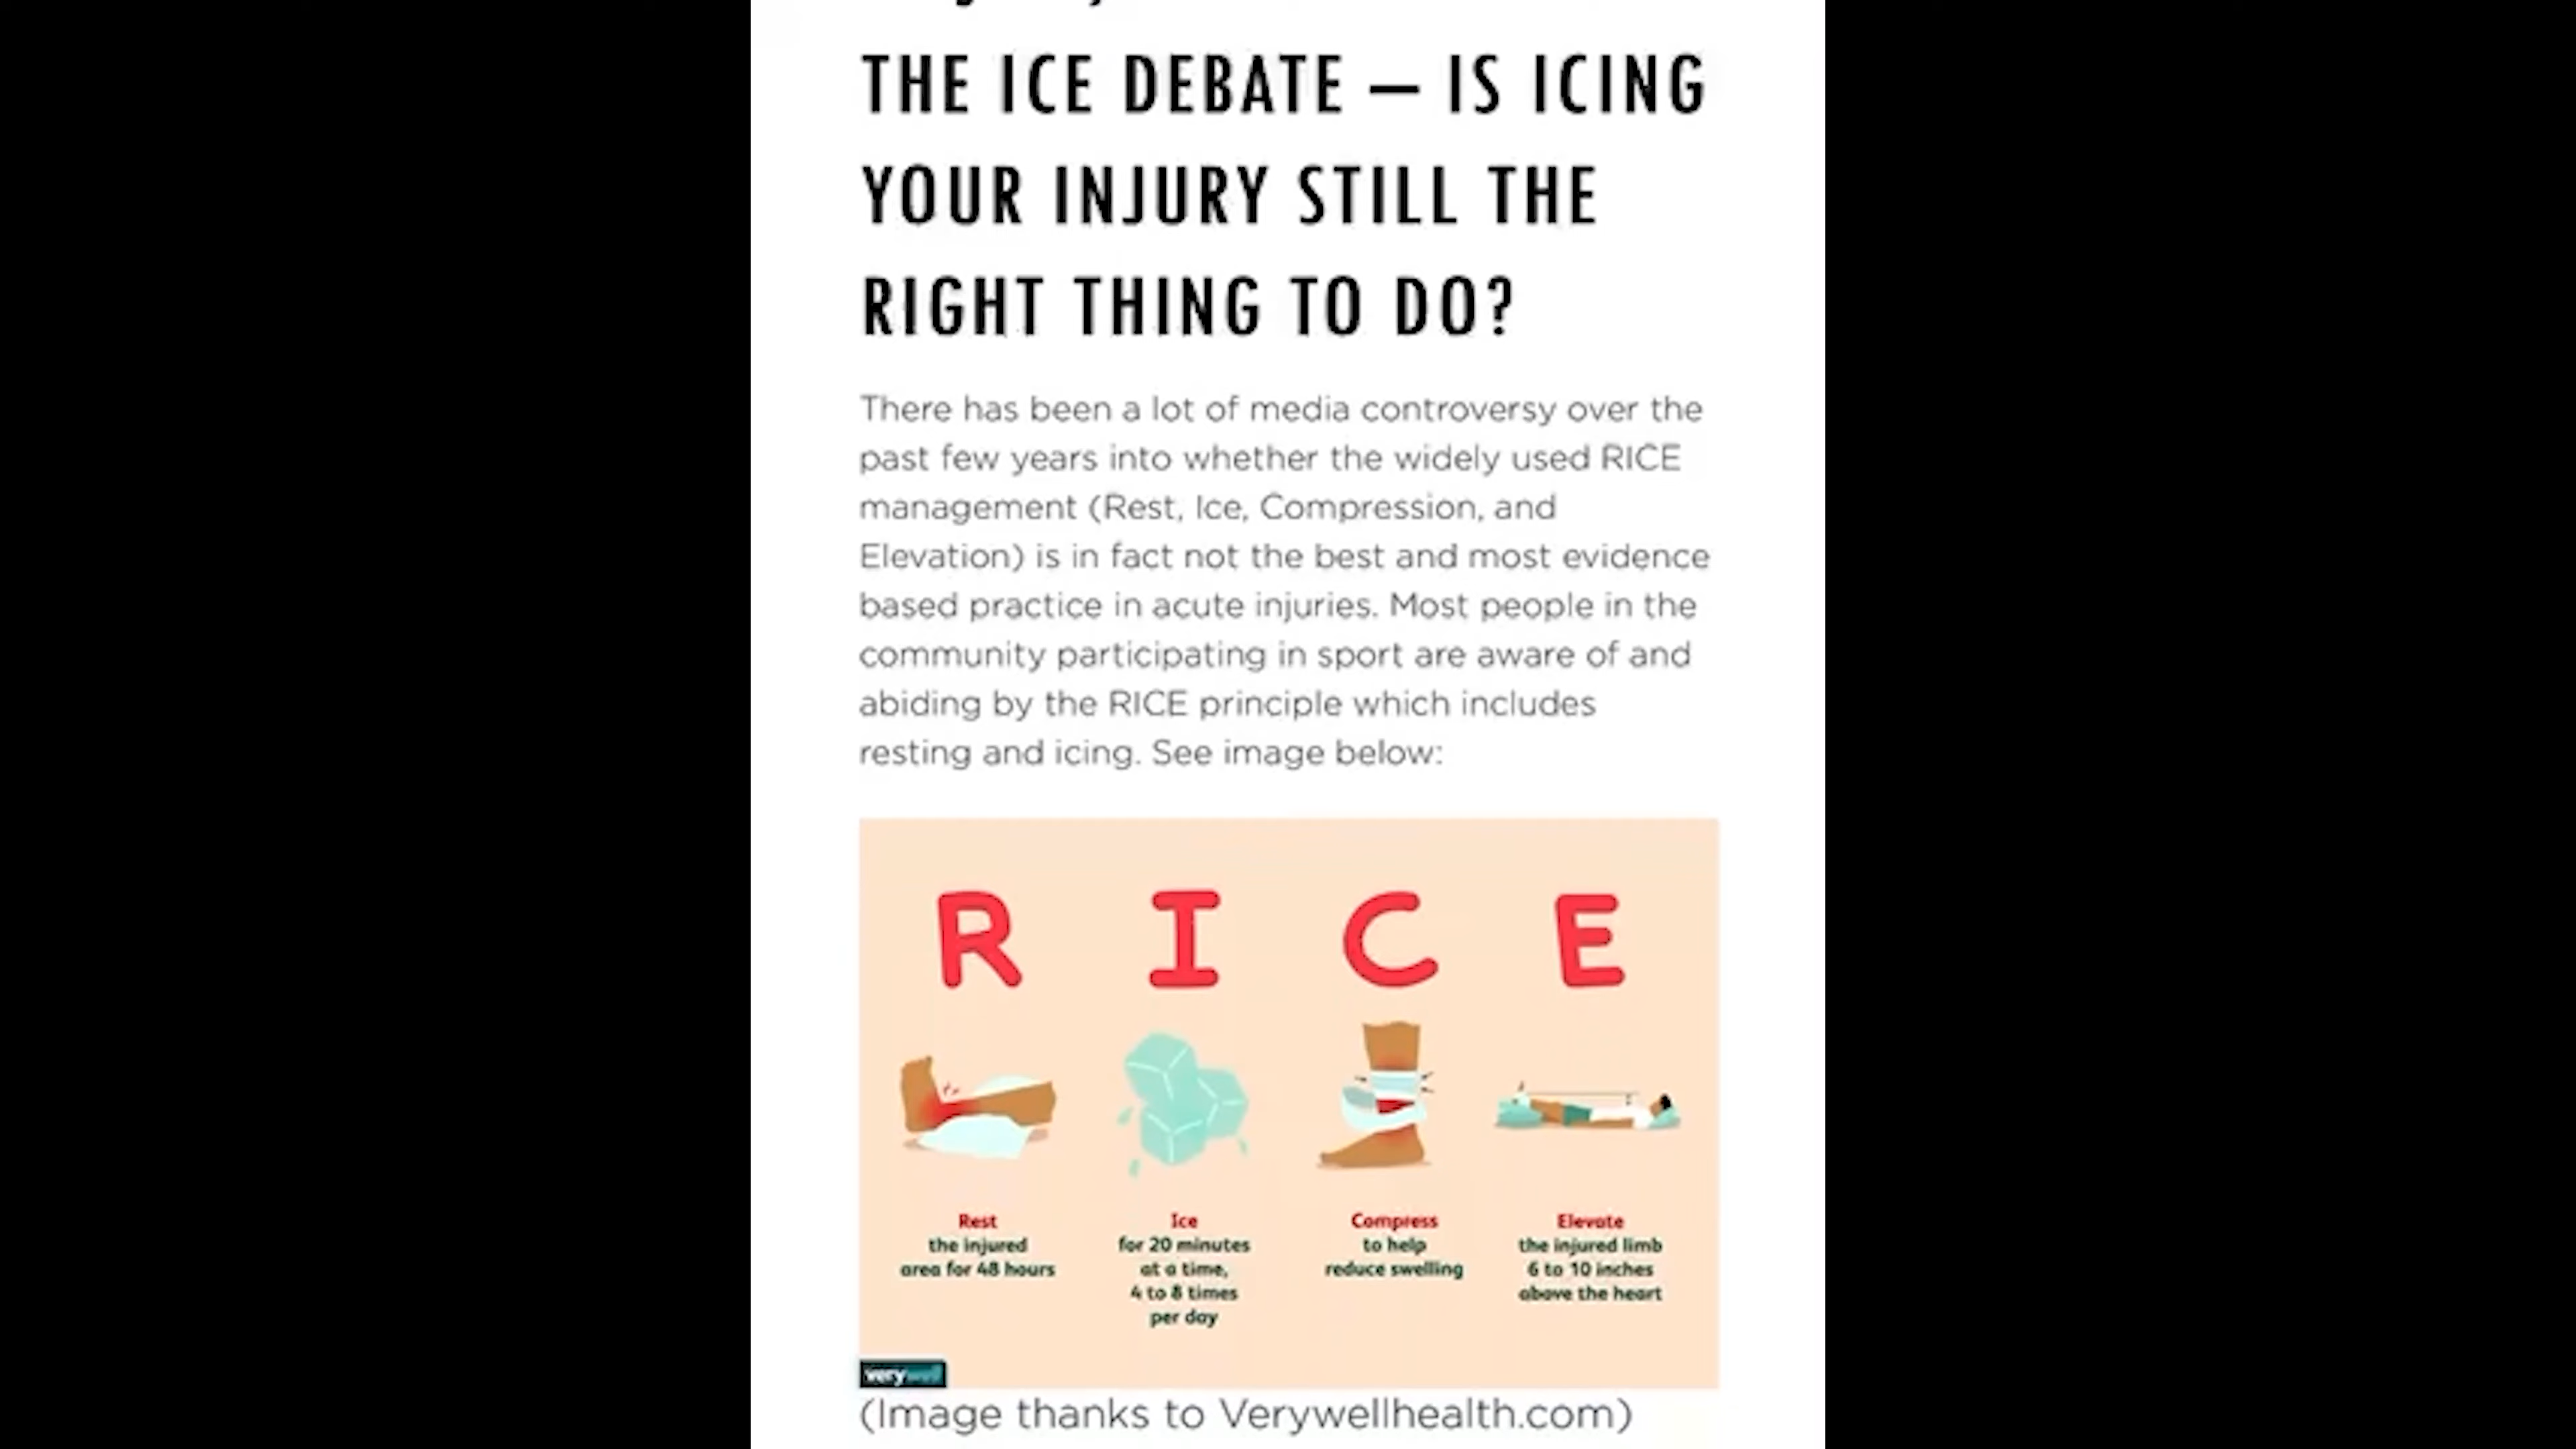 THE ICE DEBATE – IS ICING
YOUR INJURY STILL THE
RIGHT THING TO DO?
There has been a lot of media controversy over the
past few years into whether the widely used RICE
management (Rest, Ice, Compression, and
Elevation) is in fact not the best and most evidence
based practice in acute injuries. Most people in the
community participating in sport are aware of and
abiding by the RICE principle which includes
resting and icing. See image below:
R I C E
Rest
the injured
area for 48 hours
Ice
for 20 minutes
at a time,
4 to 8 times
per day
Compress
to help
reduce swelling
Elevate
the injured limb
6 to 10 inches
above the heart
verywell
(Image thanks to Verywellhealth.com)